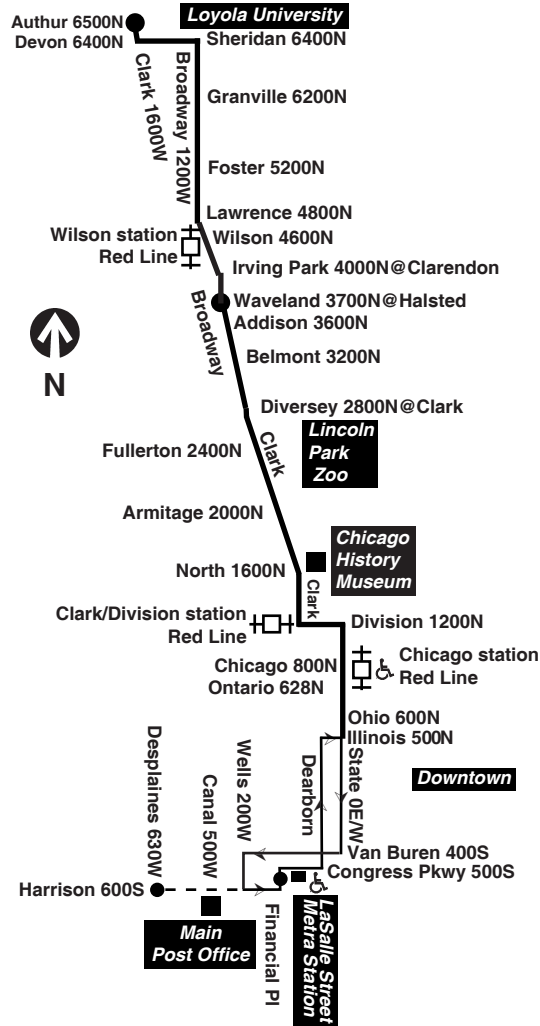 Loyola University
Authur 6500N
Devon 6400N
Sheridan 6400N
Clark 1600W
Broadway 1200W
Granville 6200N
Foster 5200N
Lawrence 4800N
Wilson station
Red Line
Wilson 4600N
Irving Park 4000N@Clarendon
Broadway
Waveland 3700N@Halsted
Addison 3600N
N
Belmont 3200N
Diversey 2800N@Clark
Clark
Lincoln
Park
Zoo
Fullerton 2400N
Armitage 2000N
Chicago
History
Museum
North 1600N
Clark
Clark/Division station
Red Line
Division 1200N
Chicago 800N
Ontario 628N
Chicago station
Red Line
Ohio 600N
Illinois 500N
Desplaines 630W
Canal 500W
Wells 200W
Dearborn
State 0E/W
Downtown
Van Buren 400S
Congress Pkwy 500S
Harrison 600S
Main
Post Office
Financial Pl
LaSalle Street
Metra Station